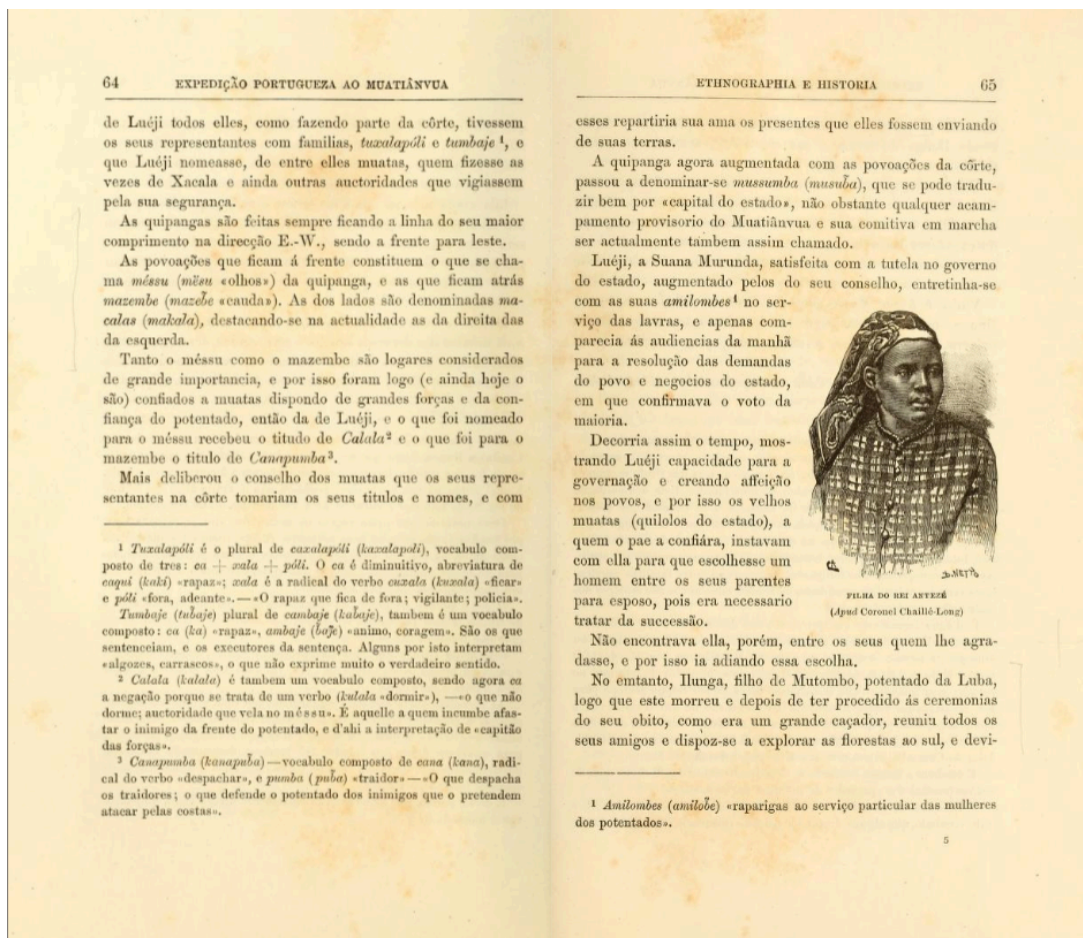 64 EXPEDIÇÃO PORTUGUEZA AO MUATIÂNVUA
de Luéji todos elles, como fazendo parte da côrte, tivessem
os seus representantes com familias, tuxalapóli e tumbaje ¹, e
que Luéji nomeasse, de entre elles muatas, quem fizesse as
vezes de Xacala e ainda outras auctoridades que vigiassem
pela sua segurança.
As quipangas são feitas sempre ficando a linha do seu maior
comprimento na direcção E.-W., sendo a frente para leste.
As povoações que ficam á frente constituem o que se cha-
ma méssu (mësu «olhos») da quipanga, e as que ficam atrás
mazembe (mazeb̃e «cauda»). As dos lados são denominadas ma-
calas (makala), destacando-se na actualidade as da direita das
da esquerda.
Tanto o méssu como o mazembe são logares considerados
de grande importancia, e por isso foram logo (e ainda hoje o
são) confiados a muatas dispondo de grandes forças e da con-
fiança do potentado, então da de Luéji, e o que foi nomeado
para o méssu recebeu o titudo de Calala² e o que foi para o
mazembe o titulo de Canapumba³.
Mais deliberou o conselho dos muatas que os seus repre-
sentantes na côrte tomariam os seus titulos e nomes, e com
¹ Tuxalapóli é o plural de caxalapóli (kaxalapoli), vocabulo com-
posto de tres: ca + xala + póli. O ca é diminuitivo, abreviatura de
caqui (kaki) «rapaz»; xala é a radical do verbo cuxala (kuxala) «ficar»
e póli «fora, adeante».—«O rapaz que fica de fora; vigilante; policia».
Tumbaje (tub̃aje) plural de cambaje (kab̃aje), tambem é um vocabulo
composto: ca (ka) «rapaz», ambaje (b̃aje) «animo, coragem». São os que
sentenceiam, e os executores da sentença. Alguns por isto interpretam
«algozes, carrascos», o que não exprime muito o verdadeiro sentido.
² Calala (kalala) é tambem um vocabulo composto, sendo agora ca
a negação porque se trata de um verbo (kulala «dormir»), —«o que não
dorme; auctoridade que vela no méssu». É aquelle a quem incumbe afas-
tar o inimigo da frente do potentado, e d'ahi a interpretação de «capitão
das forças».
³ Canapumba (kanapub̃a)—vocabulo composto de cana (kana), radi-
cal do verbo «despachar», e pumba (pub̃a) «traidor»—«O que despacha
os traidores; o que defende o potentado dos inimigos que o pretendem
atacar pelas costas».
ETHNOGRAPHIA E HISTORIA 65
esses repartiria sua ama os presentes que elles fossem enviando
de suas terras.
A quipanga agora augmentada com as povoações da côrte,
passou a denominar-se mussumba (musub̃a), que se pode tradu-
zir bem por «capital do estado», não obstante qualquer acam-
pamento provisorio do Muatiânvua e sua comitiva em marcha
ser actualmente tambem assim chamado.
Luéji, a Suana Murunda, satisfeita com a tutela no governo
do estado, augmentado pelos do seu conselho, entretinha-se
com as suas amilombes¹ no ser-
viço das lavras, e apenas com-
parecia ás audiencias da manhã
para a resolução das demandas
do povo e negocios do estado,
em que confirmava o voto da
maioria.
Decorria assim o tempo, mos-
trando Luéji capacidade para a
governação e creando affeição
nos povos, e por isso os velhos
muatas (quilolos do estado), a
quem o pae a confiára, instavam
com ella para que escolhesse um
homem entre os seus parentes
para esposo, pois era necessario
tratar da successão.
D. NETTO
FILHA DO REI ANTEZÉ
(Apud Coronel Chaillé-Long)
Não encontrava ella, porém, entre os seus quem lhe agra-
dasse, e por isso ia adiando essa escolha.
No emtanto, Ilunga, filho de Mutombo, potentado da Luba,
logo que este morreu e depois de ter procedido ás ceremonias
do seu obito, como era um grande caçador, reuniu todos os
seus amigos e dispoz-se a explorar as florestas ao sul, e devi-
¹ Amilombes (amilob̃e) «raparigas ao serviço particular das mulheres
dos potentados».
5